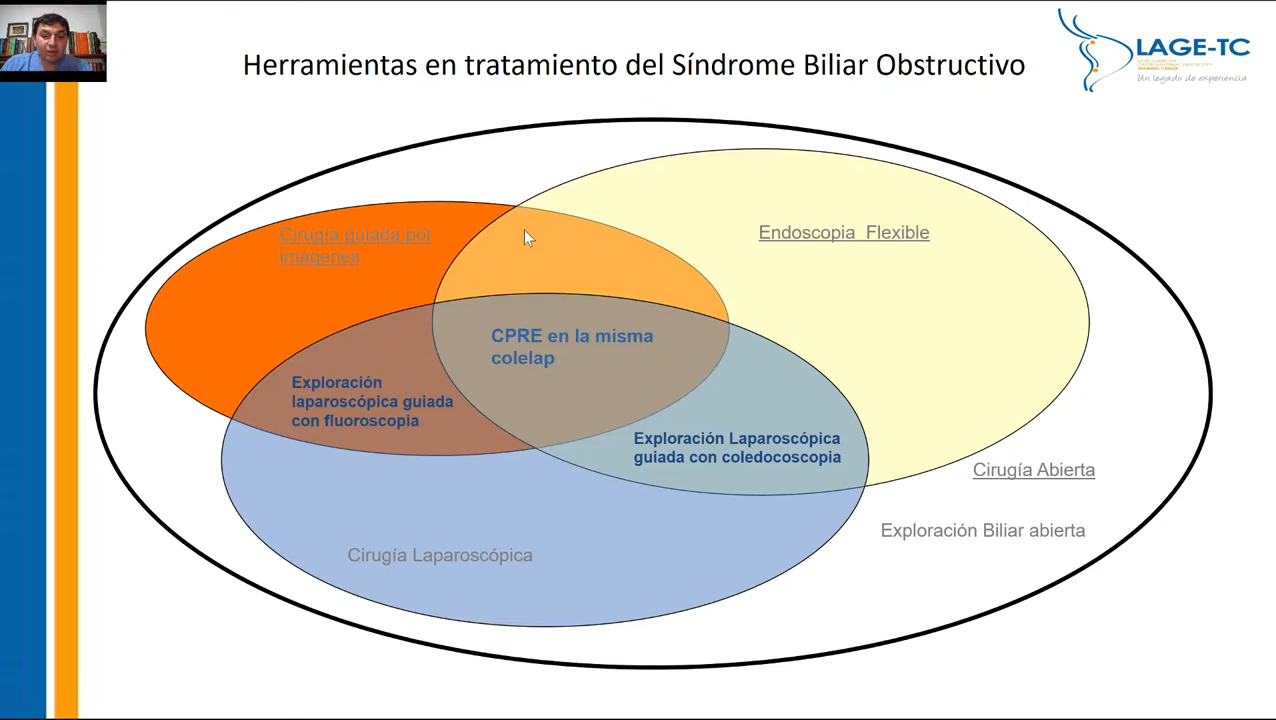 Herramientas en tratamiento del Síndrome Biliar Obstructivo
LAGE-TC
Un legado de experiencia
Cirugía guiada por
imágenes
Endoscopia Flexible
CPRE en la misma
colelap
Exploración
laparoscópica guiada
con fluoroscopia
Exploración Laparoscópica
guiada con coledocoscopia
Cirugía Abierta
Exploración Biliar abierta
Cirugía Laparoscópica